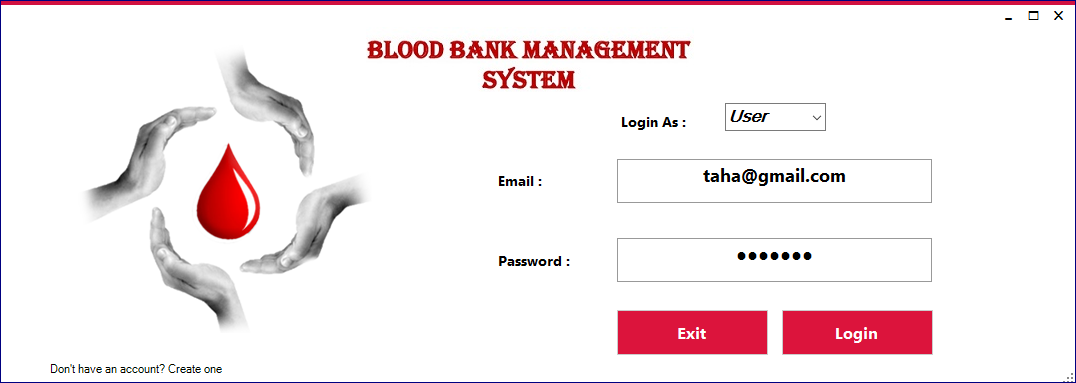 BLOOD BANK MANAGEMENT
SYSTEM
Login As :
User
Email :
taha@gmail.com
Password :
•••••••
Exit
Login
Don't have an account? Create one